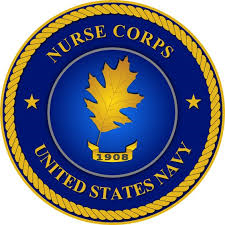 NURSE CORPS
1908
UNITED STATES NAVY